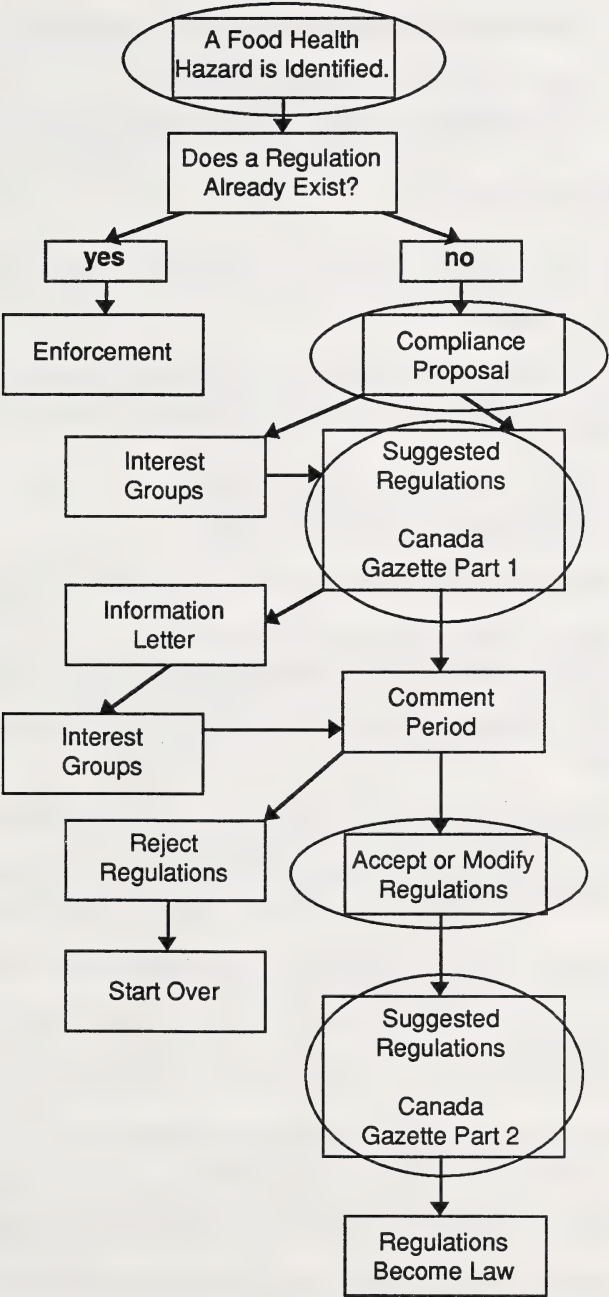 A Food Health
Hazard is Identified.
Does a Regulation
Already Exist?
yes
no
Enforcement
Compliance
Proposal
Interest
Groups
Suggested
Regulations
Canada
Gazette Part 1
Information
Letter
Comment
Period
Interest
Groups
Reject
Regulations
Accept or Modify
Regulations
Start Over
Suggested
Regulations
Canada
Gazette Part 2
Regulations
Become Law